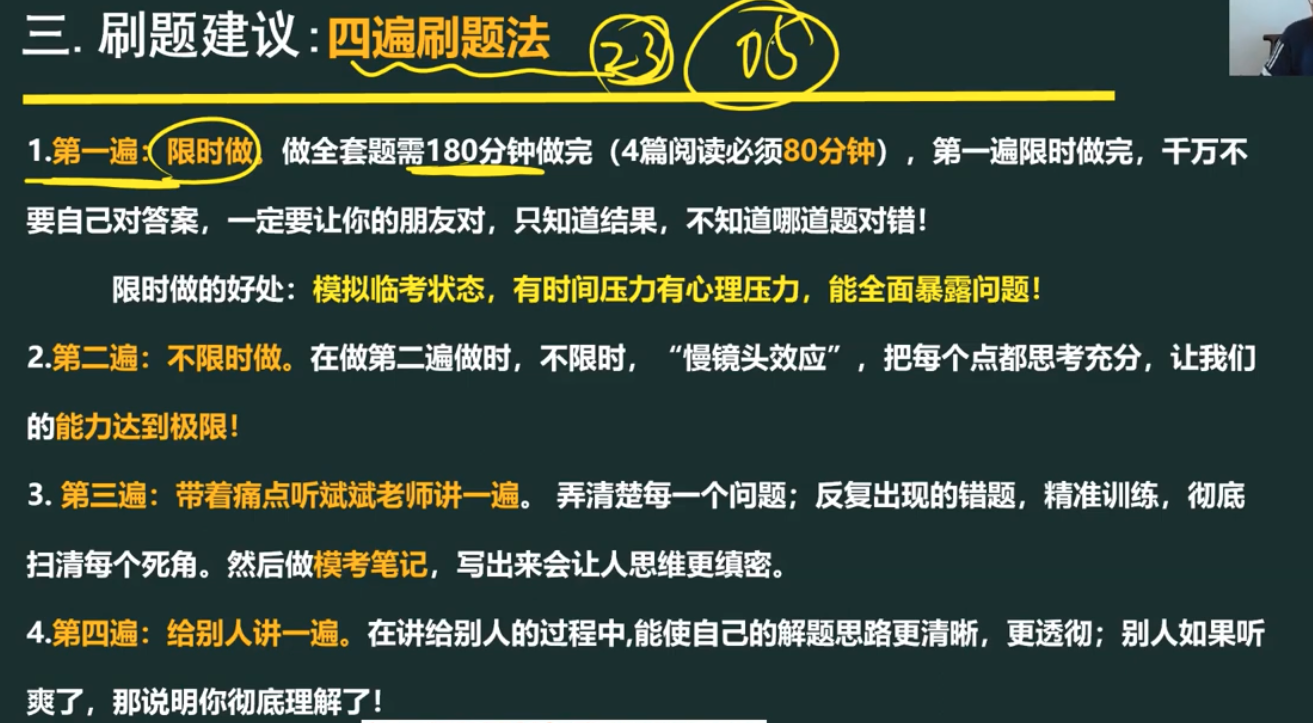 三.刷题建议:四遍刷题法 23 05
1.第一遍：限时做。做全套题需180分钟做完（4篇阅读必须80分钟），第一遍限时做完，千万不
要自己对答案，一定要让你的朋友对，只知道结果，不知道哪道题对错！
限时做的好处：模拟临考状态，有时间压力有心理压力，能全面暴露问题！
2.第二遍：不限时做。在做第二遍做时，不限时，“慢镜头效应”，把每个点都思考充分，让我们
的能力达到极限！
3. 第三遍：带着痛点听斌斌老师讲一遍。 弄清楚每一个问题；反复出现的错题，精准训练，彻底
扫清每个死角。然后做模考笔记，写出来会让人思维更缜密。
4.第四遍：给别人讲一遍。在讲给别人的过程中,能使自己的解题思路更清晰，更透彻；别人如果听
爽了，那说明你彻底理解了！